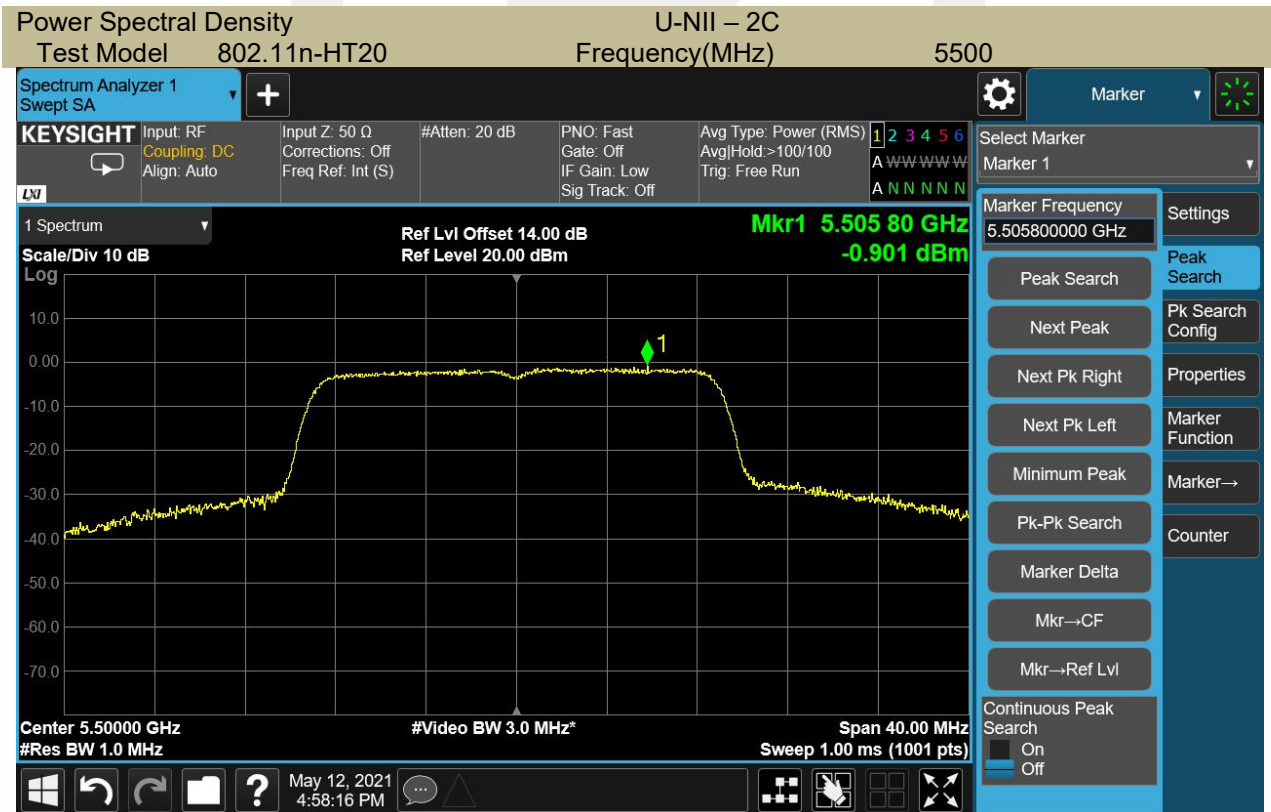 Power Spectral Density U-NII – 2C
Test Model 802.11n-HT20 Frequency(MHz) 5500
Spectrum Analyzer 1
Swept SA
+
Marker
KEYSIGHT
LXI
Input: RF
Coupling: DC
Align: Auto
Input Z: 50 Ω
Corrections: Off
Freq Ref: Int (S)
#Atten: 20 dB
PNO: Fast
Gate: Off
IF Gain: Low
Sig Track: Off
Avg Type: Power (RMS)
Avg|Hold:>100/100
Trig: Free Run
1 2 3 4 5 6
A W W W W W
A N N N N N
Select Marker
Marker 1
1 Spectrum
Scale/Div 10 dB
Ref Lvl Offset 14.00 dB
Ref Level 20.00 dBm
Mkr1 5.505 80 GHz
-0.901 dBm
Log
10.0
0.00
-10.0
-20.0
-30.0
-40.0
-50.0
-60.0
-70.0
1
Center 5.50000 GHz
#Res BW 1.0 MHz
#Video BW 3.0 MHz*
Span 40.00 MHz
Sweep 1.00 ms (1001 pts)
Marker Frequency
5.505800000 GHz
Peak Search
Next Peak
Next Pk Right
Next Pk Left
Minimum Peak
Pk-Pk Search
Marker Delta
Mkr→CF
Mkr→Ref Lvl
Continuous Peak
Search
On
Off
Settings
Peak
Search
Pk Search
Config
Properties
Marker
Function
Marker→
Counter
?
May 12, 2021
4:58:16 PM